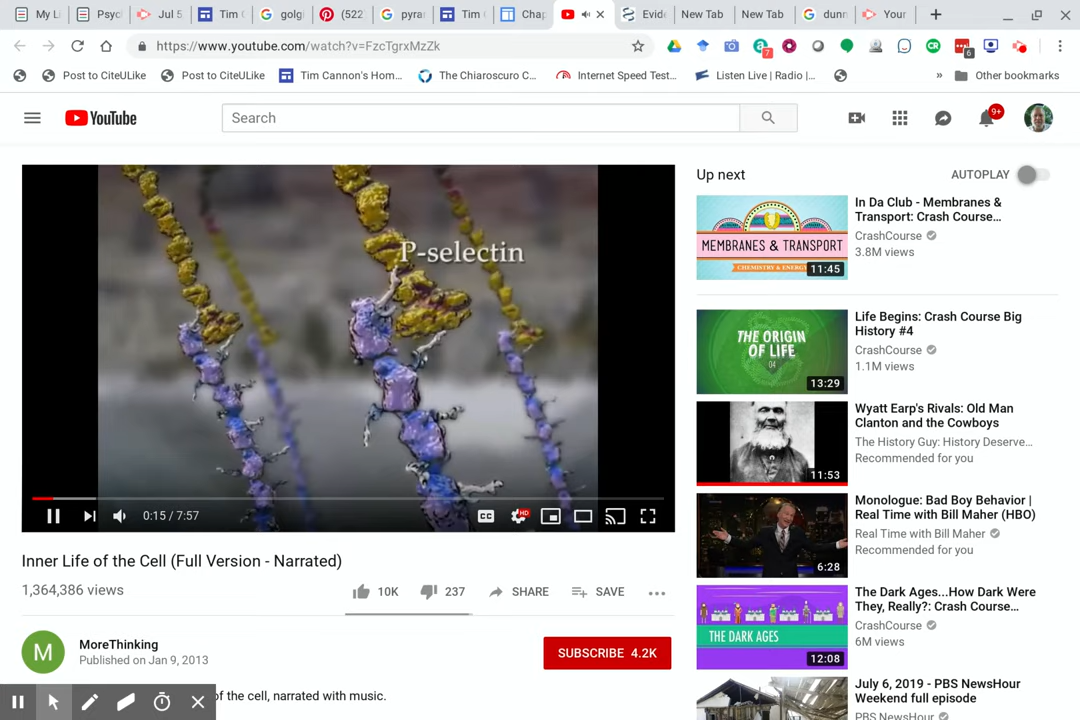 My Li
Psyc
Jul 5
Tim C
golg
(522
pyra
Tim C
Chap
Evide
New Tab
New Tab
dunn
Your
https://www.youtube.com/watch?v=FzcTgrxMzZk
7
6
Post to CiteULike
Post to CiteULike
Tim Cannon's Hom...
The Chiaroscuro C...
Internet Speed Test...
Listen Live | Radio |...
»
Other bookmarks
YouTube
Search
9+
P-selectin
0:15 / 7:57
CC
HD
Inner Life of the Cell (Full Version - Narrated)
1,364,386 views
10K
237
SHARE
SAVE
M
MoreThinking
Published on Jan 9, 2013
SUBSCRIBE 4.2K
of the cell, narrated with music.
Up next
AUTOPLAY
MEMBRANES & TRANSPORT
CHEMISTRY & ENERGY
11:45
In Da Club - Membranes &
Transport: Crash Course...
CrashCourse
3.8M views
THE ORIGIN
OF LIFE
04
13:29
Life Begins: Crash Course Big
History #4
CrashCourse
1.1M views
11:53
Wyatt Earp's Rivals: Old Man
Clanton and the Cowboys
The History Guy: History Deserve...
Recommended for you
6:28
Monologue: Bad Boy Behavior |
Real Time with Bill Maher (HBO)
Real Time with Bill Maher
Recommended for you
THE DARK AGES
12:08
The Dark Ages...How Dark Were
They, Really?: Crash Course...
CrashCourse
6M views
July 6, 2019 - PBS NewsHour
Weekend full episode
PBS NewsHour